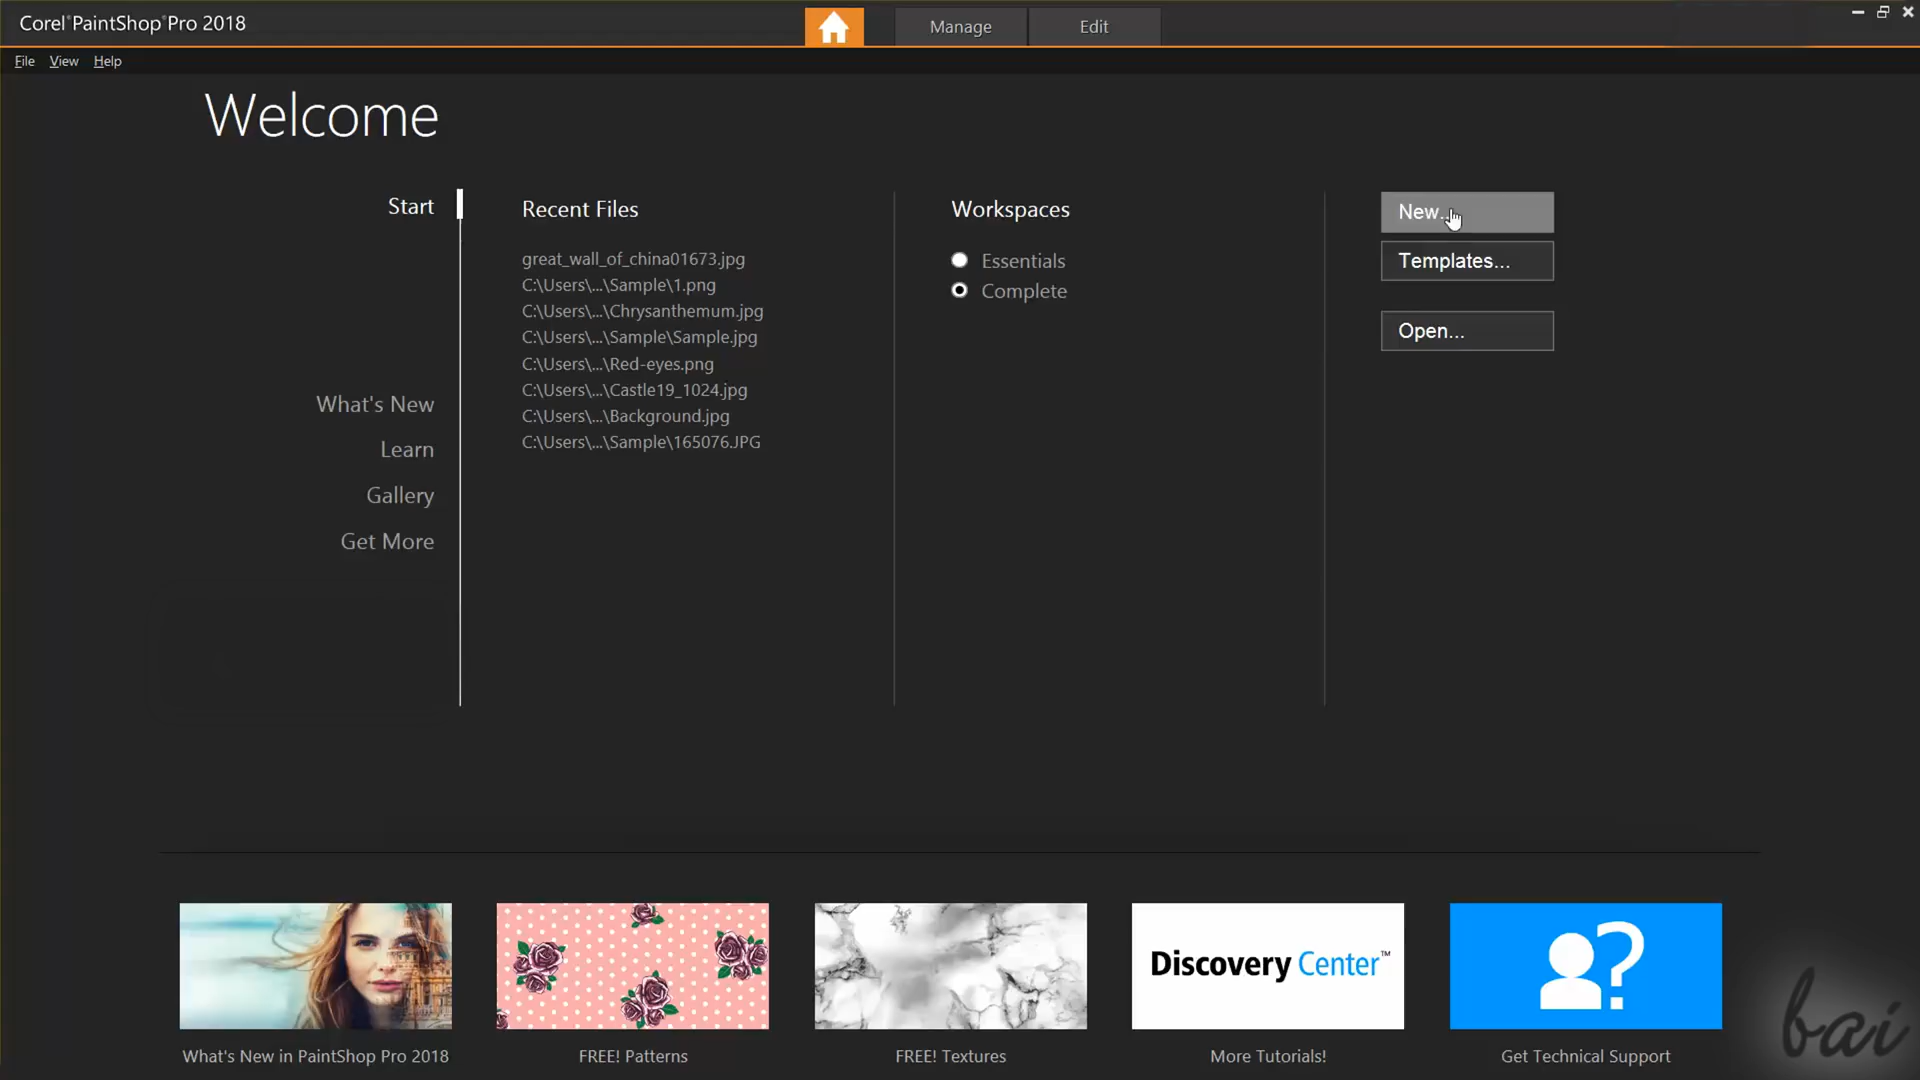 Corel®PaintShop®Pro 2018
Manage
Edit
File View Help
Welcome
Start
What's New
Learn
Gallery
Get More
Recent Files
great_wall_of_china01673.jpg
C:\Users\...\Sample\1.png
C:\Users\...\Chrysanthemum.jpg
C:\Users\...\Sample\Sample.jpg
C:\Users\...\Red-eyes.png
C:\Users\...\Castle19_1024.jpg
C:\Users\...\Background.jpg
C:\Users\...\Sample\165076.JPG
Workspaces
Essentials
Complete
New...
Templates...
Open...
Discovery Center™
What's New in PaintShop Pro 2018
FREE! Patterns
FREE! Textures
More Tutorials!
Get Technical Support
bai